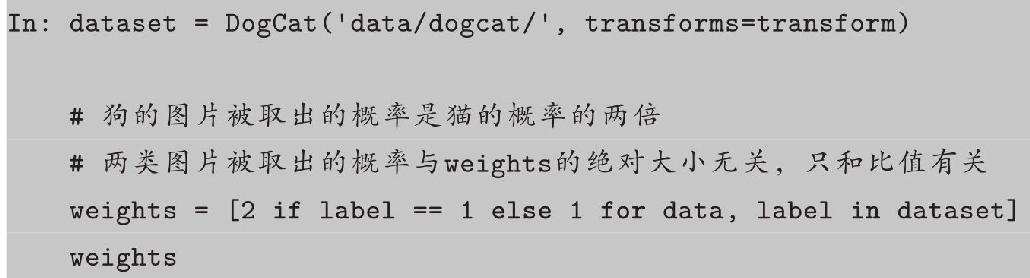 In: dataset = DogCat('data/dogcat/', transforms=transform)
# 狗的图片被取出的概率是猫的概率的两倍
# 两类图片被取出的概率与weights的绝对大小无关，只和比值有关
weights = [2 if label == 1 else 1 for data, label in dataset]
weights